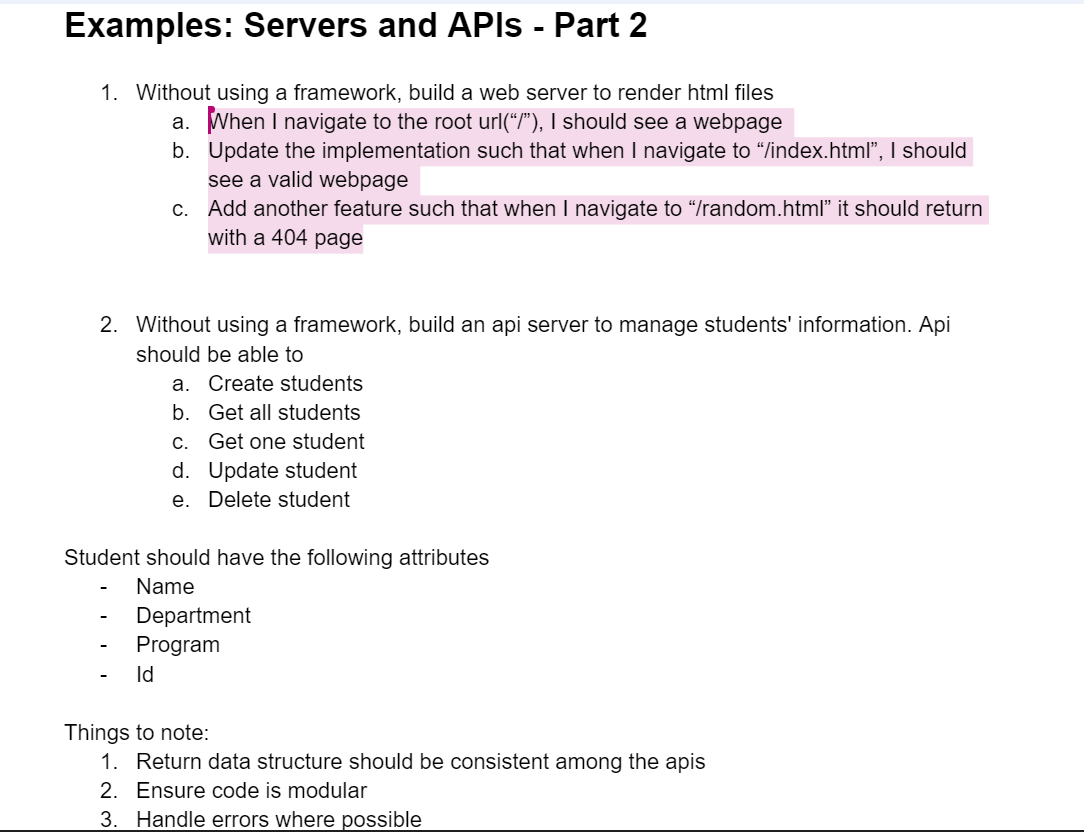 Examples: Servers and APIs - Part 2
1. Without using a framework, build a web server to render html files
a. When I navigate to the root url(“/”), I should see a webpage
b. Update the implementation such that when I navigate to “/index.html”, I should
see a valid webpage
c. Add another feature such that when I navigate to “/random.html” it should return
with a 404 page
2. Without using a framework, build an api server to manage students' information. Api
should be able to
a. Create students
b. Get all students
c. Get one student
d. Update student
e. Delete student
Student should have the following attributes
- Name
- Department
- Program
- Id
Things to note:
1. Return data structure should be consistent among the apis
2. Ensure code is modular
3. Handle errors where possible